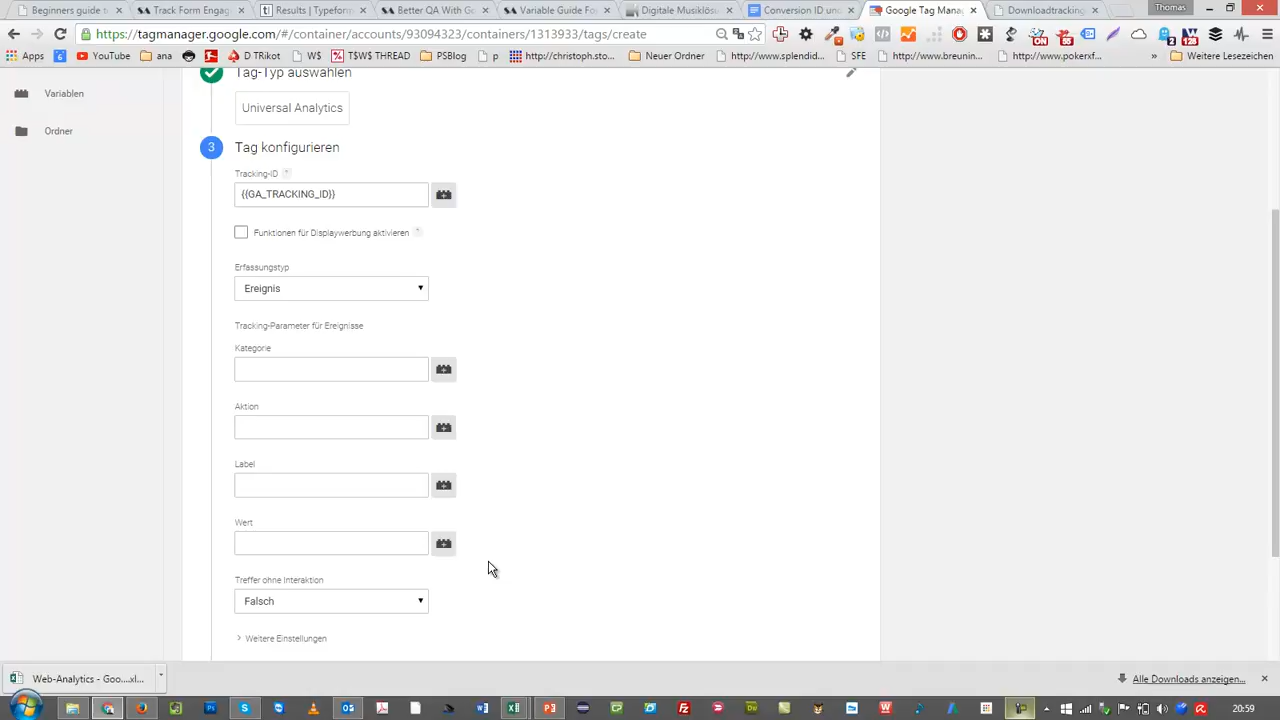 Beginners guide t
Track Form Engag
Results | Typeform
Better QA With Go
Variable Guide Fo
Digitale Musiklös
Conversion ID und
Google Tag Mana
Downloadtracking
Thomas
https://tagmanager.google.com/#/container/accounts/93094323/containers/1313933/tags/create
Apps
YouTube
ana
D TRikot
W$
T$W$ THREAD
PSBlog
p
http://christoph.sto...
Neuer Ordner
http://www.splendid...
SFE
http://www.breunin...
http://www.pokerxf...
»
Weitere Lesezeichen
Tag-Typ auswählen
Variablen
Universal Analytics
Ordner
3
Tag konfigurieren
Tracking-ID ?
{{GA_TRACKING_ID}}
Funktionen für Displaywerbung aktivieren ?
Erfassungstyp
Ereignis
Tracking-Parameter für Ereignisse
Kategorie
Aktion
Label
Wert
Treffer ohne Interaktion
Falsch
Weitere Einstellungen
Web-Analytics - Goo....xl...
Alle Downloads anzeigen...
DE
20:59